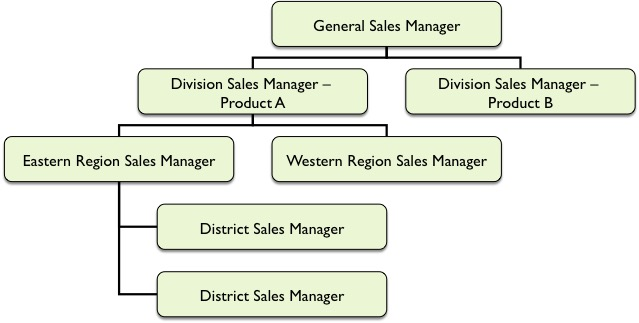 General Sales Manager
Division Sales Manager –
Product A
Division Sales Manager –
Product B
Eastern Region Sales Manager
Western Region Sales Manager
District Sales Manager
District Sales Manager